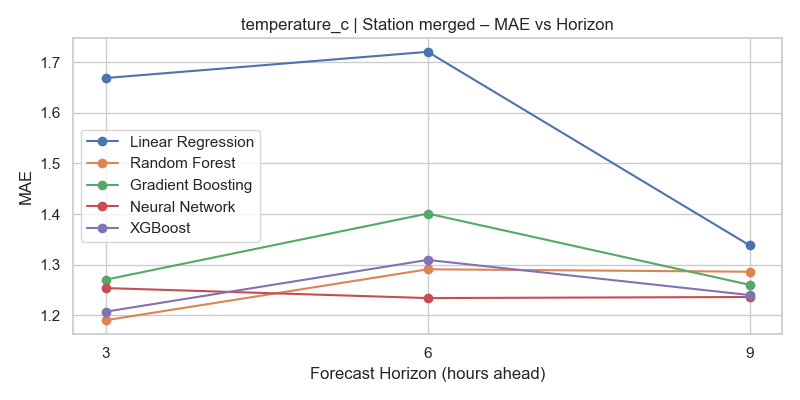 temperature_c | Station merged – MAE vs Horizon
1.7
1.6
1.5
1.4
1.3
1.2
MAE
Linear Regression
Random Forest
Gradient Boosting
Neural Network
XGBoost
3 6 9
Forecast Horizon (hours ahead)